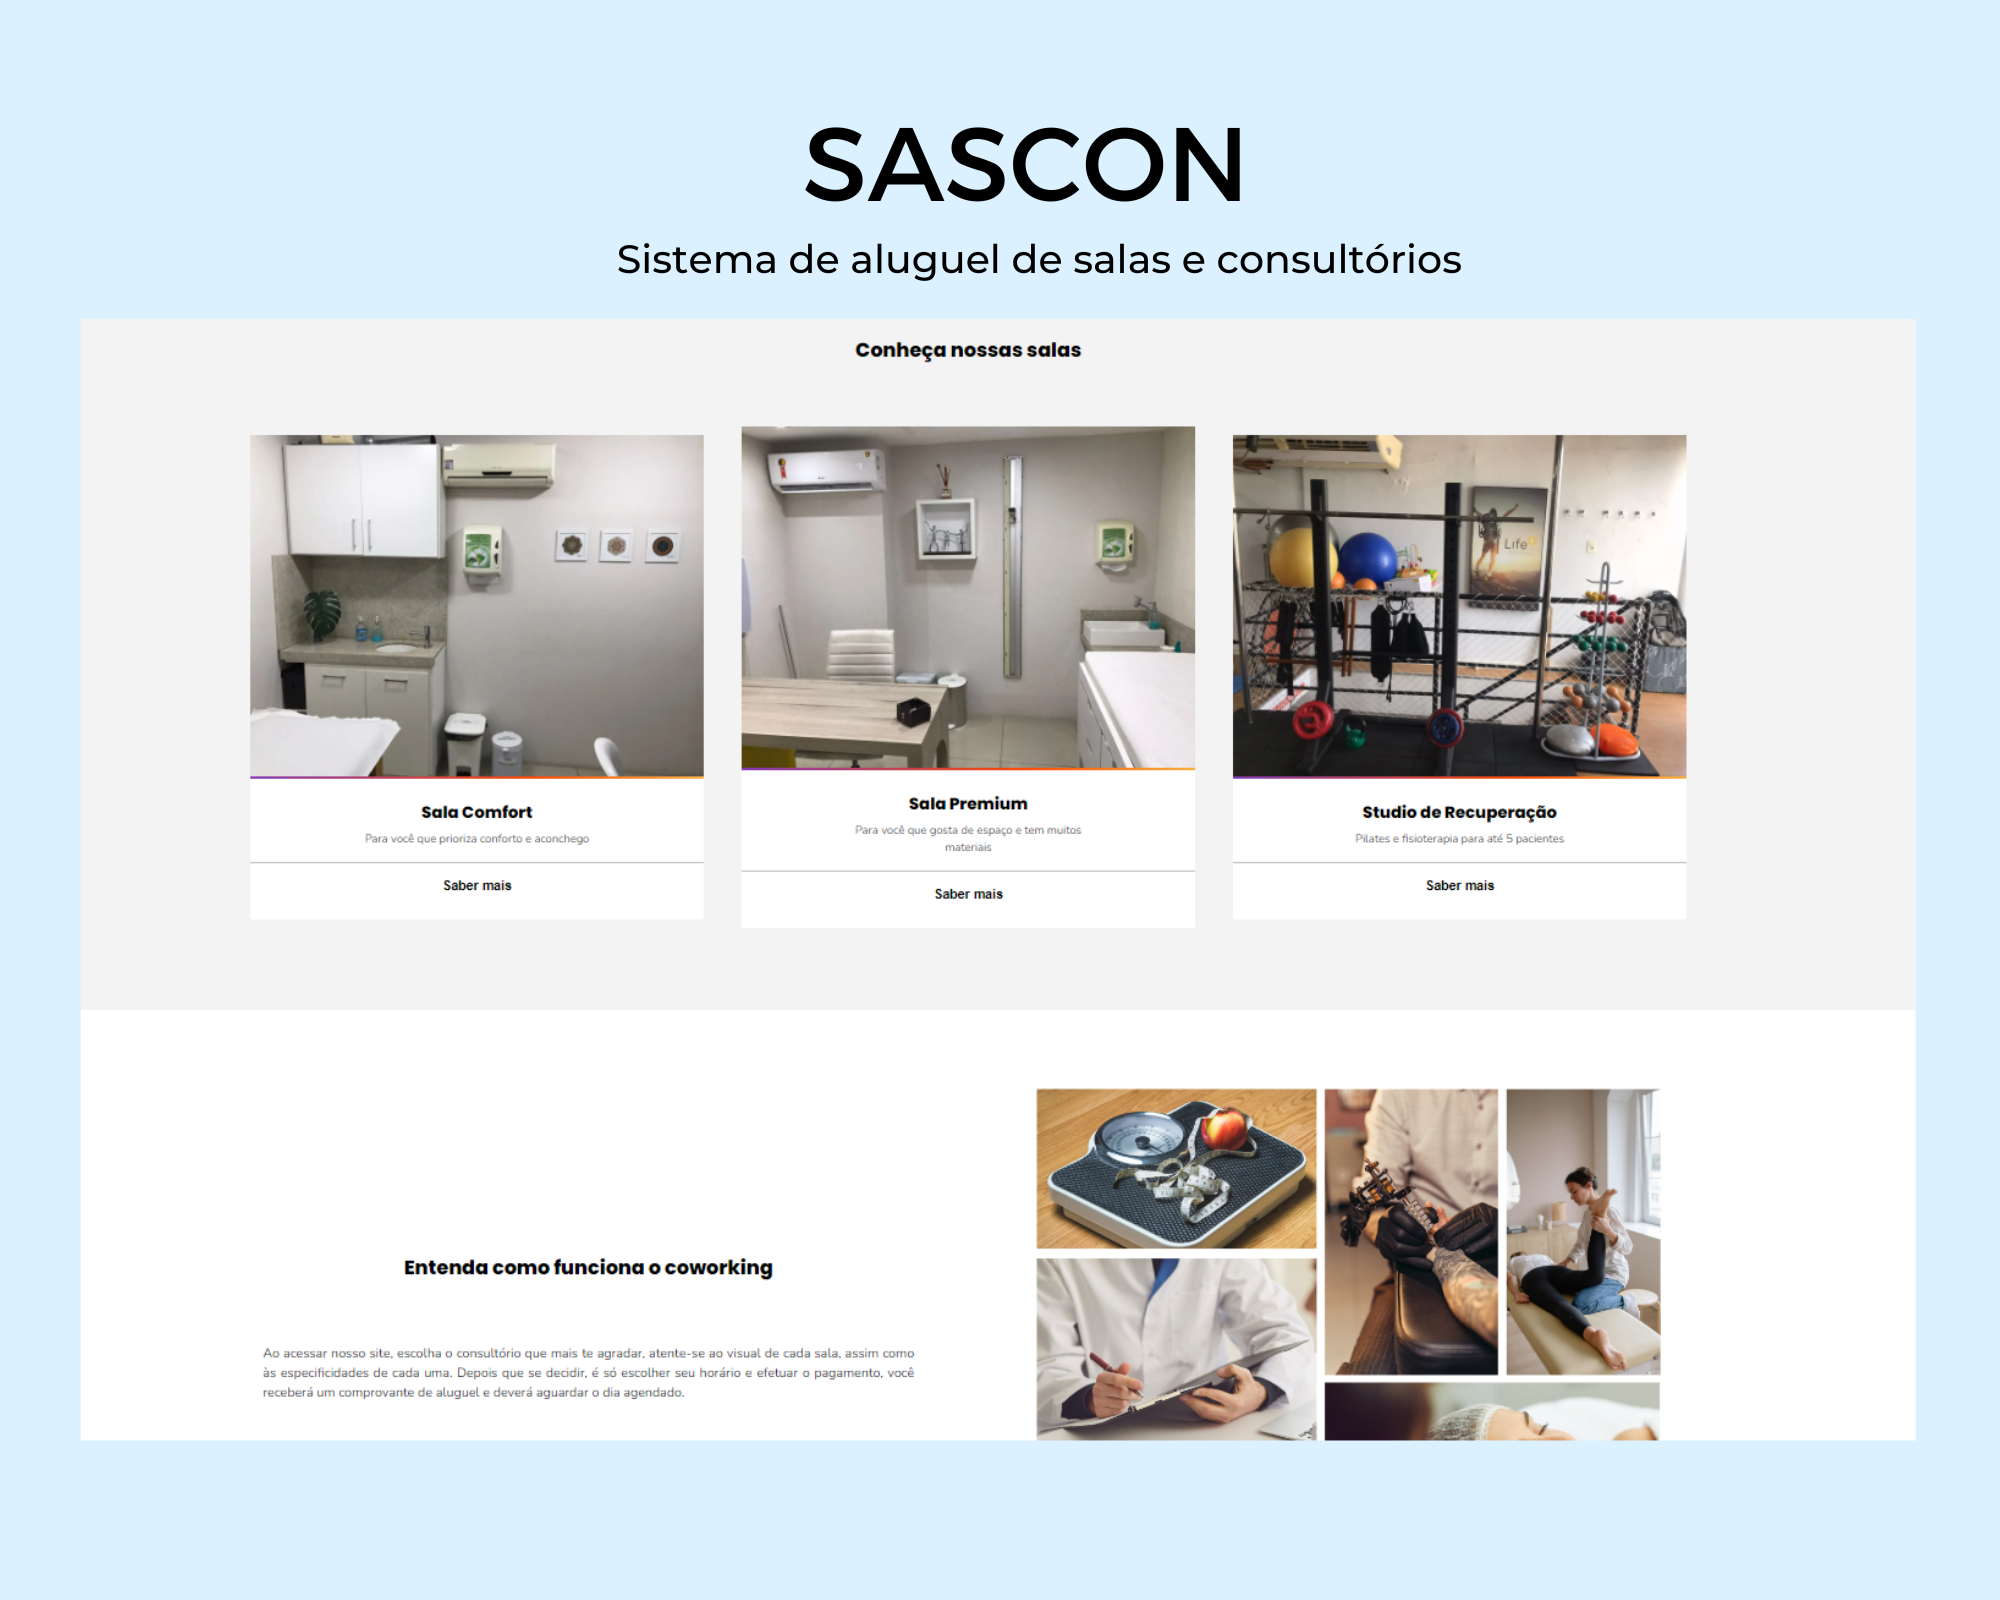 SASCON
Sistema de aluguel de salas e consultórios
Conheça nossas salas
Life
Sala Comfort
Para você que prioriza conforto e aconchego
Saber mais
Sala Premium
Para você que gosta de espaço e tem muitos
materiais
Saber mais
Studio de Recuperação
Pilates e fisioterapia para até 5 pacientes
Saber mais
Entenda como funciona o coworking
Ao acessar nosso site, escolha o consultório que mais te agradar, atente-se ao visual de cada sala, assim como
às especificidades de cada uma. Depois que se decidir, é só escolher seu horário e efetuar o pagamento, você
receberá um comprovante de aluguel e deverá aguardar o dia agendado.